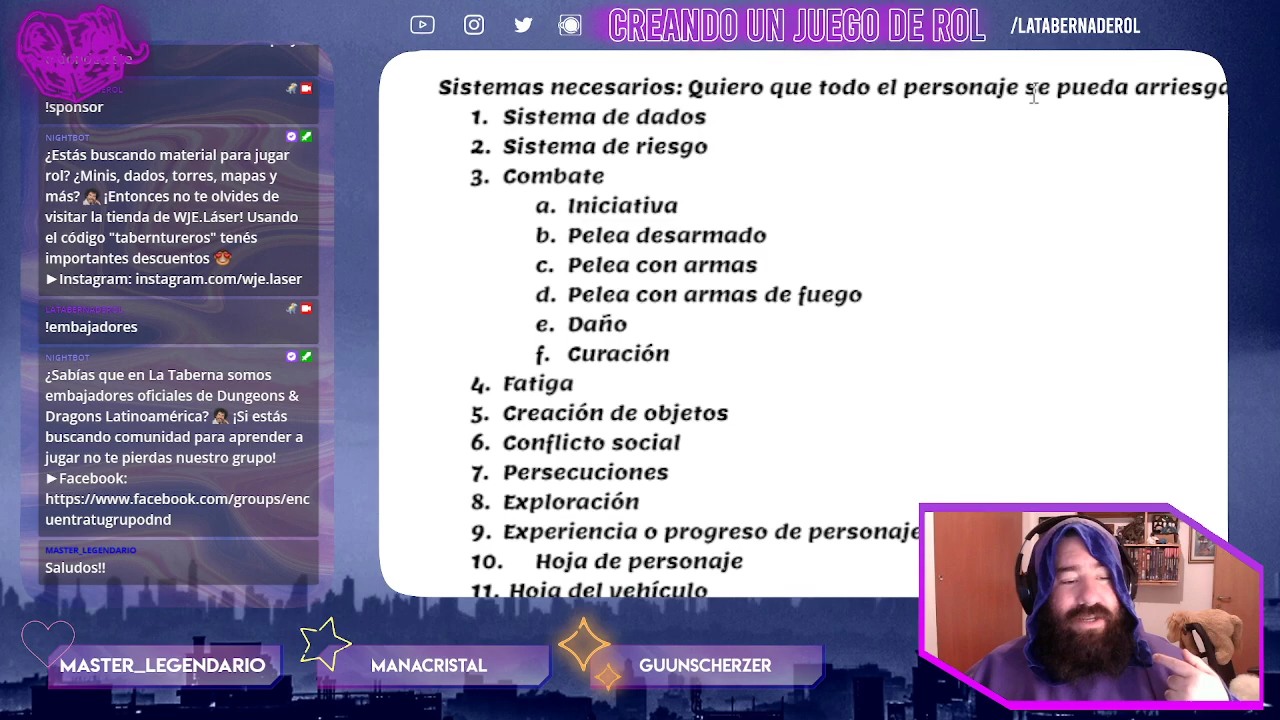 CREANDO UN JUEGO DE ROL
/LATABERNADEROL
!sponsor
NIGHTBOT
¿Estás buscando material para jugar
rol? ¿Minis, dados, torres, mapas y
más? ¡Entonces no te olvides de
visitar la tienda de WJE.Láser! Usando
el código "taberntureros" tenés
importantes descuentos
►Instagram: instagram.com/wje.laser
LATABERNADEROL
!embajadores
NIGHTBOT
¿Sabías que en La Taberna somos
embajadores oficiales de Dungeons &
Dragons Latinoamérica? ¡Si estás
buscando comunidad para aprender a
jugar no te pierdas nuestro grupo!
►Facebook:
https://www.facebook.com/groups/enc
uentratugrupodnd
MASTER_LEGENDARIO
Saludos!!
Sistemas necesarios: Quiero que todo el personaje se pueda arriesga
1. Sistema de dados
2. Sistema de riesgo
3. Combate
a. Iniciativa
b. Pelea desarmado
c. Pelea con armas
d. Pelea con armas de fuego
e. Daño
f. Curación
4. Fatiga
5. Creación de objetos
6. Conflicto social
7. Persecuciones
8. Exploración
9. Experiencia o progreso de personaje
10. Hoja de personaje
11. Hoja del vehículo
MASTER_LEGENDARIO
MANACRISTAL
GUUNSCHERZER